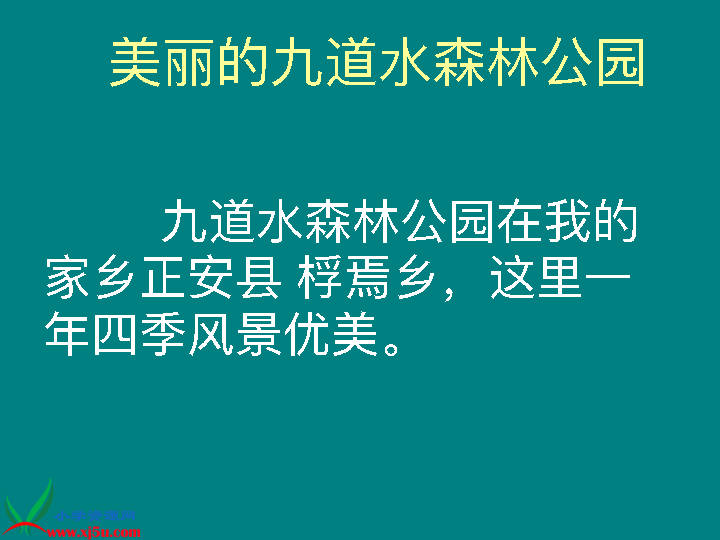 美丽的九道水森林公园
九道水森林公园在我的
家乡正安县 桴焉乡，这里一
年四季风景优美。
www.xj5u.com